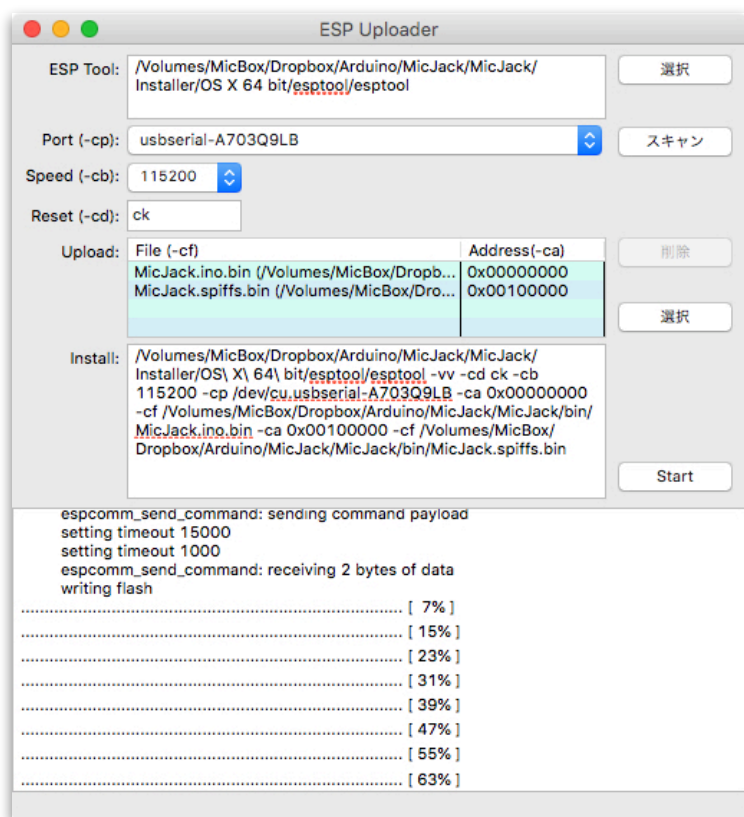 ESP Uploader
ESP Tool:
/Volumes/MicBox/Dropbox/Arduino/MicJack/MicJack/
Installer/OS X 64 bit/esptool/esptool
選択
Port (-cp):
usbserial-A703Q9LB
スキャン
Speed (-cb):
115200
Reset (-cd):
ck
Upload:
File (-cf)
Address(-ca)
削除
MicJack.ino.bin (/Volumes/MicBox/Dropb...
0x00000000
MicJack.spiffs.bin (/Volumes/MicBox/Dro...
0x00100000
選択
Install:
/Volumes/MicBox/Dropbox/Arduino/MicJack/MicJack/
Installer/OS\ X\ 64\ bit/esptool/esptool -vv -cd ck -cb
115200 -cp /dev/cu.usbserial-A703Q9LB -ca 0x00000000
-cf /Volumes/MicBox/Dropbox/Arduino/MicJack/MicJack/bin/
MicJack.ino.bin -ca 0x00100000 -cf /Volumes/MicBox/
Dropbox/Arduino/MicJack/MicJack/bin/MicJack.spiffs.bin
Start
espcomm_send_command: sending command payload
setting timeout 15000
setting timeout 1000
espcomm_send_command: receiving 2 bytes of data
writing flash
................................................................................ [ 7% ]
................................................................................ [ 15% ]
................................................................................ [ 23% ]
................................................................................ [ 31% ]
................................................................................ [ 39% ]
................................................................................ [ 47% ]
................................................................................ [ 55% ]
................................................................................ [ 63% ]